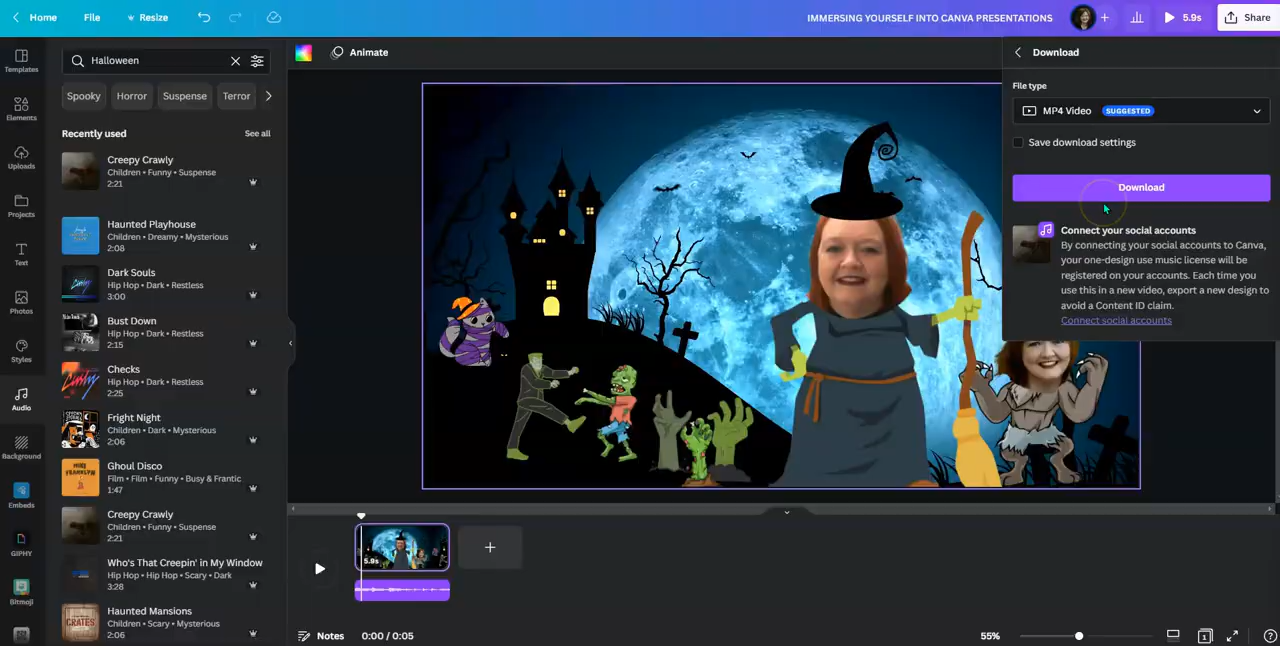 Home
File
Resize
IMMERSING YOURSELF INTO CANVA PRESENTATIONS
5.9s
Share
Templates
Elements
Uploads
Projects
Text
Photos
Styles
Audio
Background
Embeds
GIPHY
Bitmoji
Halloween
Spooky
Horror
Suspense
Terror
Recently used
See all
Creepy Crawly
Children • Funny • Suspense
2:21
Haunted Playhouse
Children • Dreamy • Mysterious
2:08
Dark Souls
Hip Hop • Dark • Restless
3:00
Bust Down
Hip Hop • Dark • Restless
2:15
Checks
Hip Hop • Dark • Restless
2:25
Fright Night
Children • Dark • Mysterious
2:06
Ghoul Disco
Film • Film • Funny • Busy & Frantic
1:47
Creepy Crawly
Children • Funny • Suspense
2:21
Who's That Creepin' in My Window
Hip Hop • Hip Hop • Scary • Dark
3:28
CRATES
Haunted Mansions
Children • Scary • Mysterious
2:06
Animate
Download
File type
MP4 Video SUGGESTED
Save download settings
Download
Connect your social accounts
By connecting your social accounts to Canva,
your one-design use music license will be
registered on your accounts. Each time you
use this in a new video, export a new design to
avoid a Content ID claim.
Connect social accounts
5.9s
Notes
0:00 / 0:05
55%
1